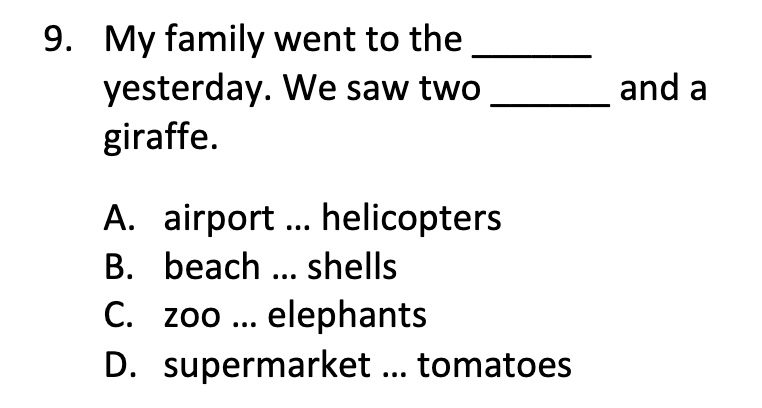 9. My family went to the ______
yesterday. We saw two ______ and a
giraffe.
A. airport ... helicopters
B. beach ... shells
C. zoo ... elephants
D. supermarket ... tomatoes